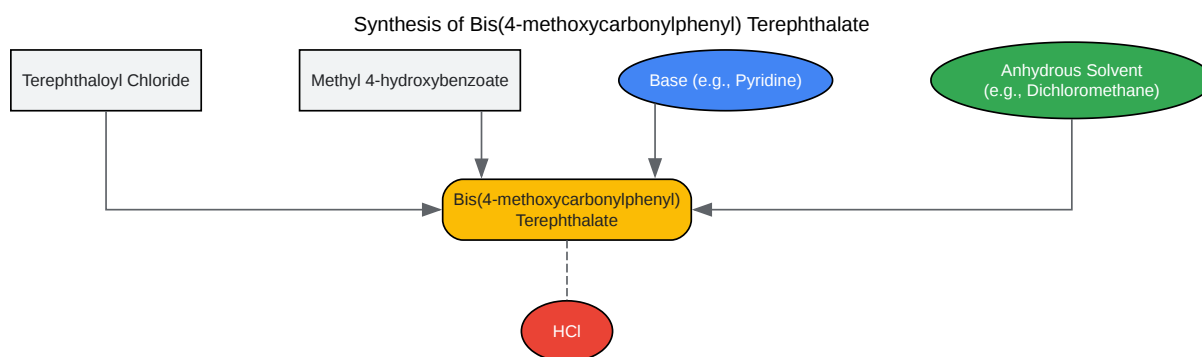 Synthesis of Bis(4-methoxycarbonylphenyl) Terephthalate
Terephthaloyl Chloride
Methyl 4-hydroxybenzoate
Base (e.g., Pyridine)
Anhydrous Solvent
(e.g., Dichloromethane)
Bis(4-methoxycarbonylphenyl)
Terephthalate
HCl